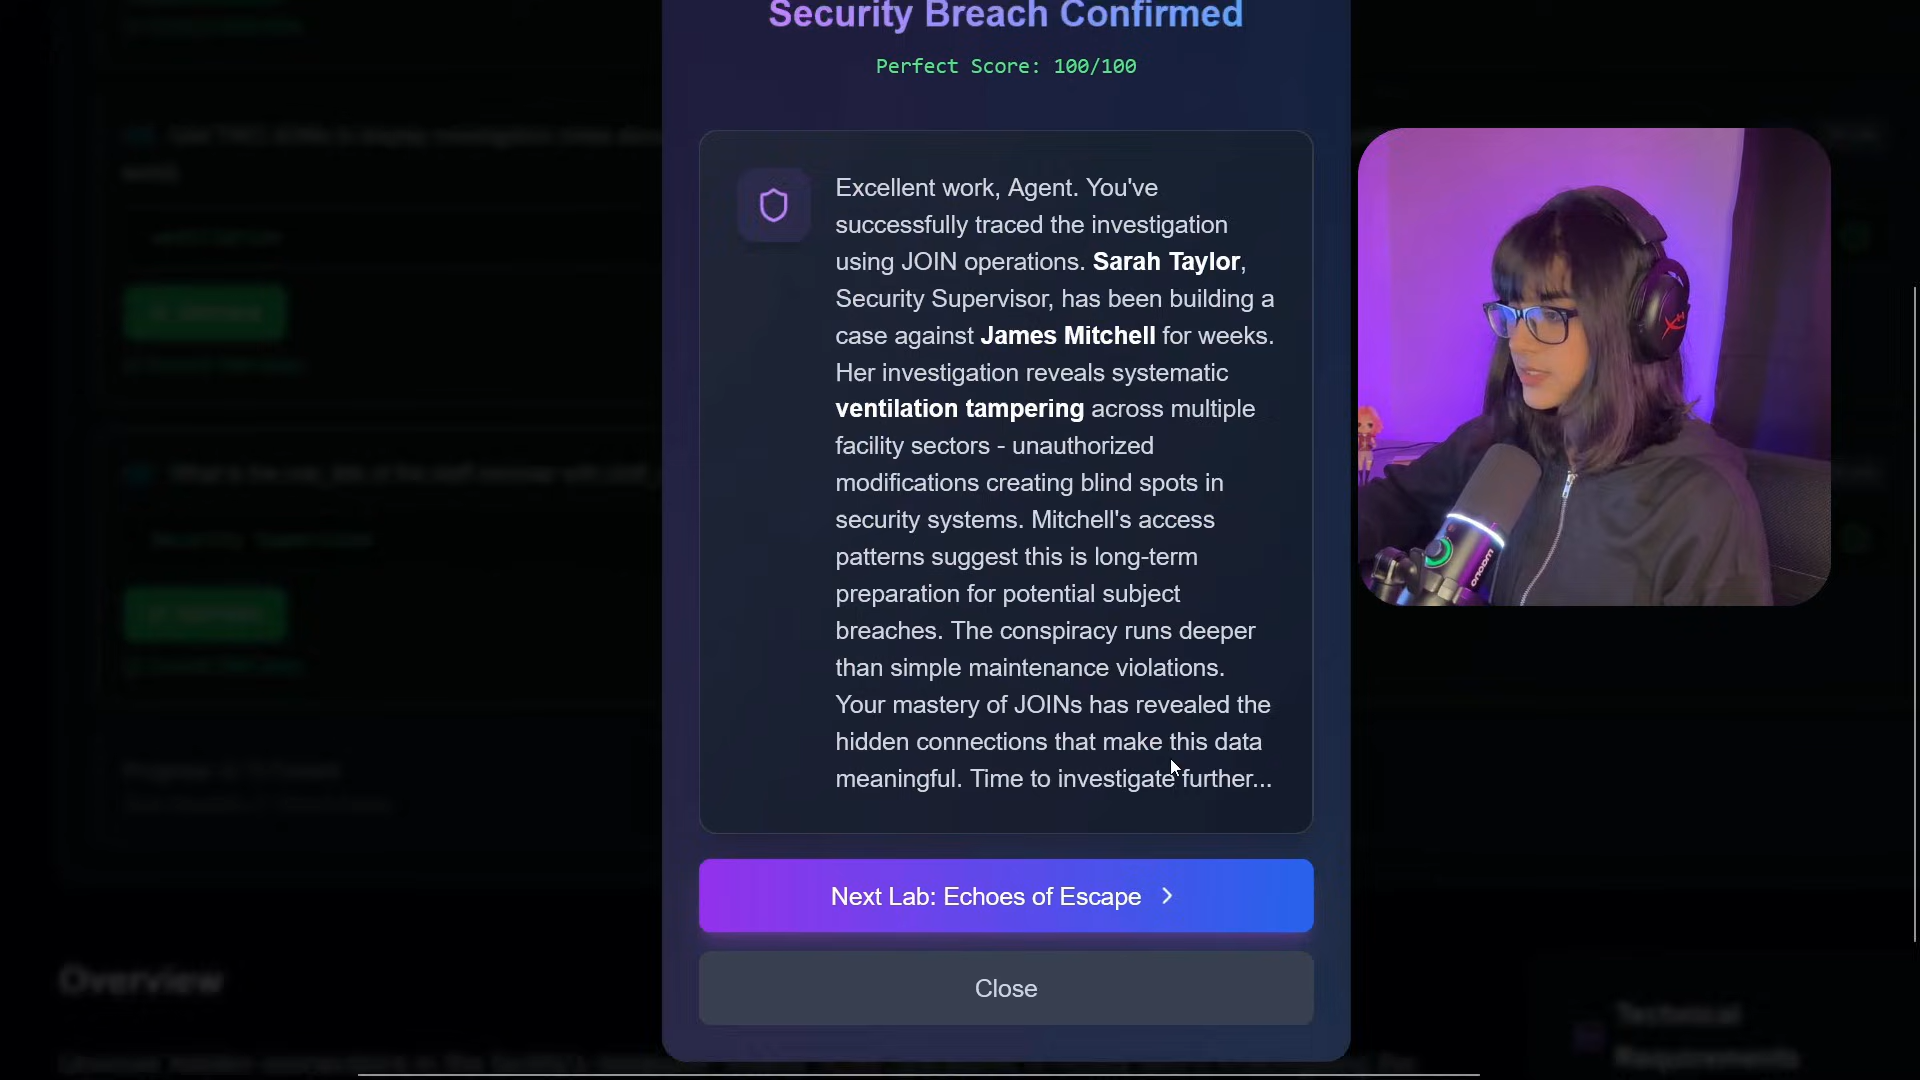 Security Breach Confirmed
Perfect Score: 100/100
Excellent work, Agent. You've
successfully traced the investigation
using JOIN operations. Sarah Taylor,
Security Supervisor, has been building a
case against James Mitchell for weeks.
Her investigation reveals systematic
ventilation tampering across multiple
facility sectors - unauthorized
modifications creating blind spots in
security systems. Mitchell's access
patterns suggest this is long-term
preparation for potential subject
breaches. The conspiracy runs deeper
than simple maintenance violations.
Your mastery of JOINs has revealed the
hidden connections that make this data
meaningful. Time to investigate further...
Next Lab: Echoes of Escape
Close
Overview
Technical
Requirements